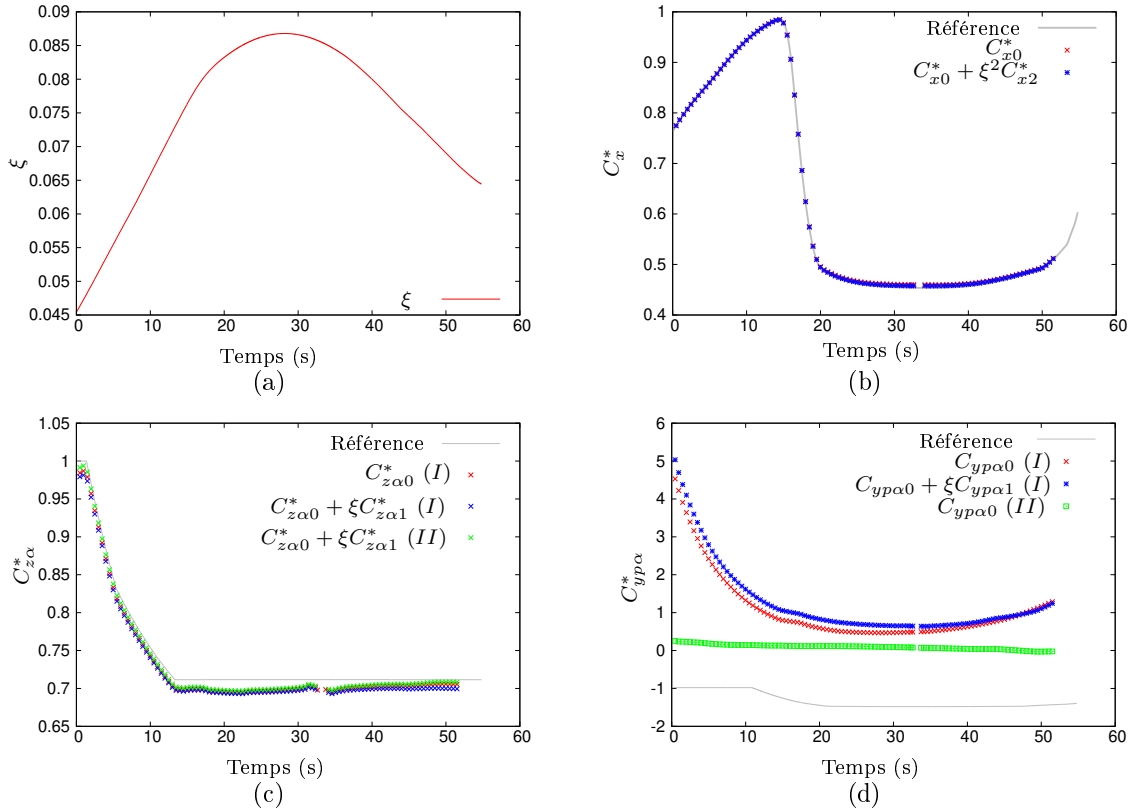 0.09
0.085
0.08
0.075
0.07
0.065
0.06
0.055
0.05
0.045
0 10 20 30 40 50 60
ξ
ξ
Temps (s)
(a)
1
0.9
0.8
0.7
0.6
0.5
0.4
0 10 20 30 40 50 60
C*x
Référence
C*x0
C*x0 + ξ²C*x2
Temps (s)
(b)
1.05
1
0.95
0.9
0.85
0.8
0.75
0.7
0.65
0 10 20 30 40 50 60
C*zα
Référence
C*zα0 (I)
C*zα0 + ξC*zα1 (I)
C*zα0 + ξC*zα1 (II)
Temps (s)
(c)
6
5
4
3
2
1
0
-1
-2
0 10 20 30 40 50 60
C*ypα
Référence
Cypα0 (I)
Cypα0 + ξCypα1 (I)
Cypα0 (II)
Temps (s)
(d)